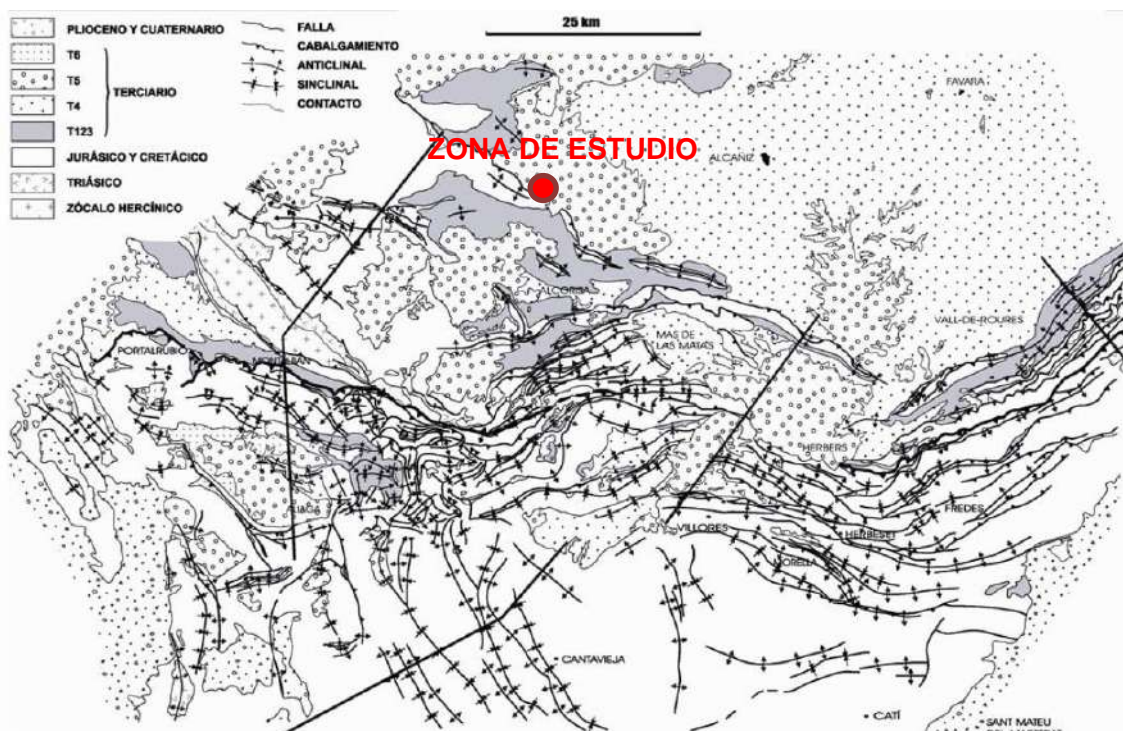 PLIOCENO Y CUATERNARIO
T6
T5
TERCIARIO
T4
T123
JURÁSICO Y CRETÁCICO
TRIÁSICO
ZÓCALO HERCÍNICO
FALLA
CABALGAMIENTO
ANTICLINAL
SINCLINAL
CONTACTO
25 km
FAVARA
ZONA DE ESTUDIO
ALCAÑIZ
ALCORISA
MAS DE
LAS MATAS
VALL-DE-ROURES
PORTALRUBIO
MONTALBÁN
HERBERS
ALIAGA
VILLORES
HERBESET
FREDES
MORELLA
CANTAVIEJA
CATÍ
SANT MATEU